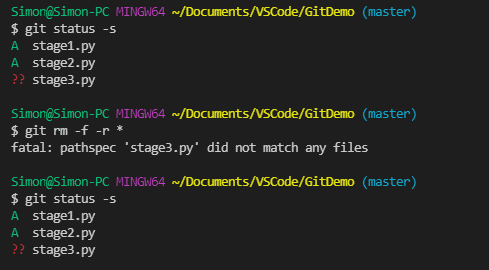 Simon@Simon-PC MINGW64 ~/Documents/VSCode/GitDemo (master)
$ git status -s
A  stage1.py
A  stage2.py
?? stage3.py
Simon@Simon-PC MINGW64 ~/Documents/VSCode/GitDemo (master)
$ git rm -f -r *
fatal: pathspec 'stage3.py' did not match any files
Simon@Simon-PC MINGW64 ~/Documents/VSCode/GitDemo (master)
$ git status -s
A  stage1.py
A  stage2.py
?? stage3.py